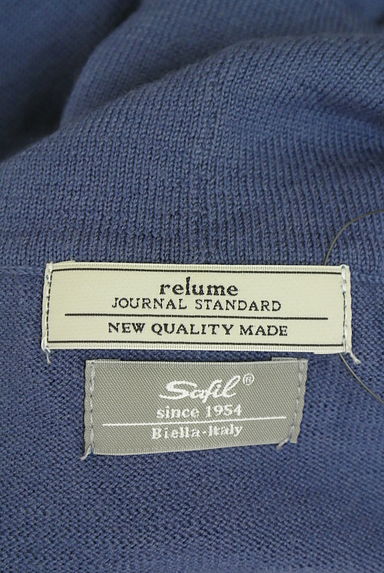 relume
JOURNAL STANDARD
NEW QUALITY MADE
Safil®
since 1954
Biella-Italy